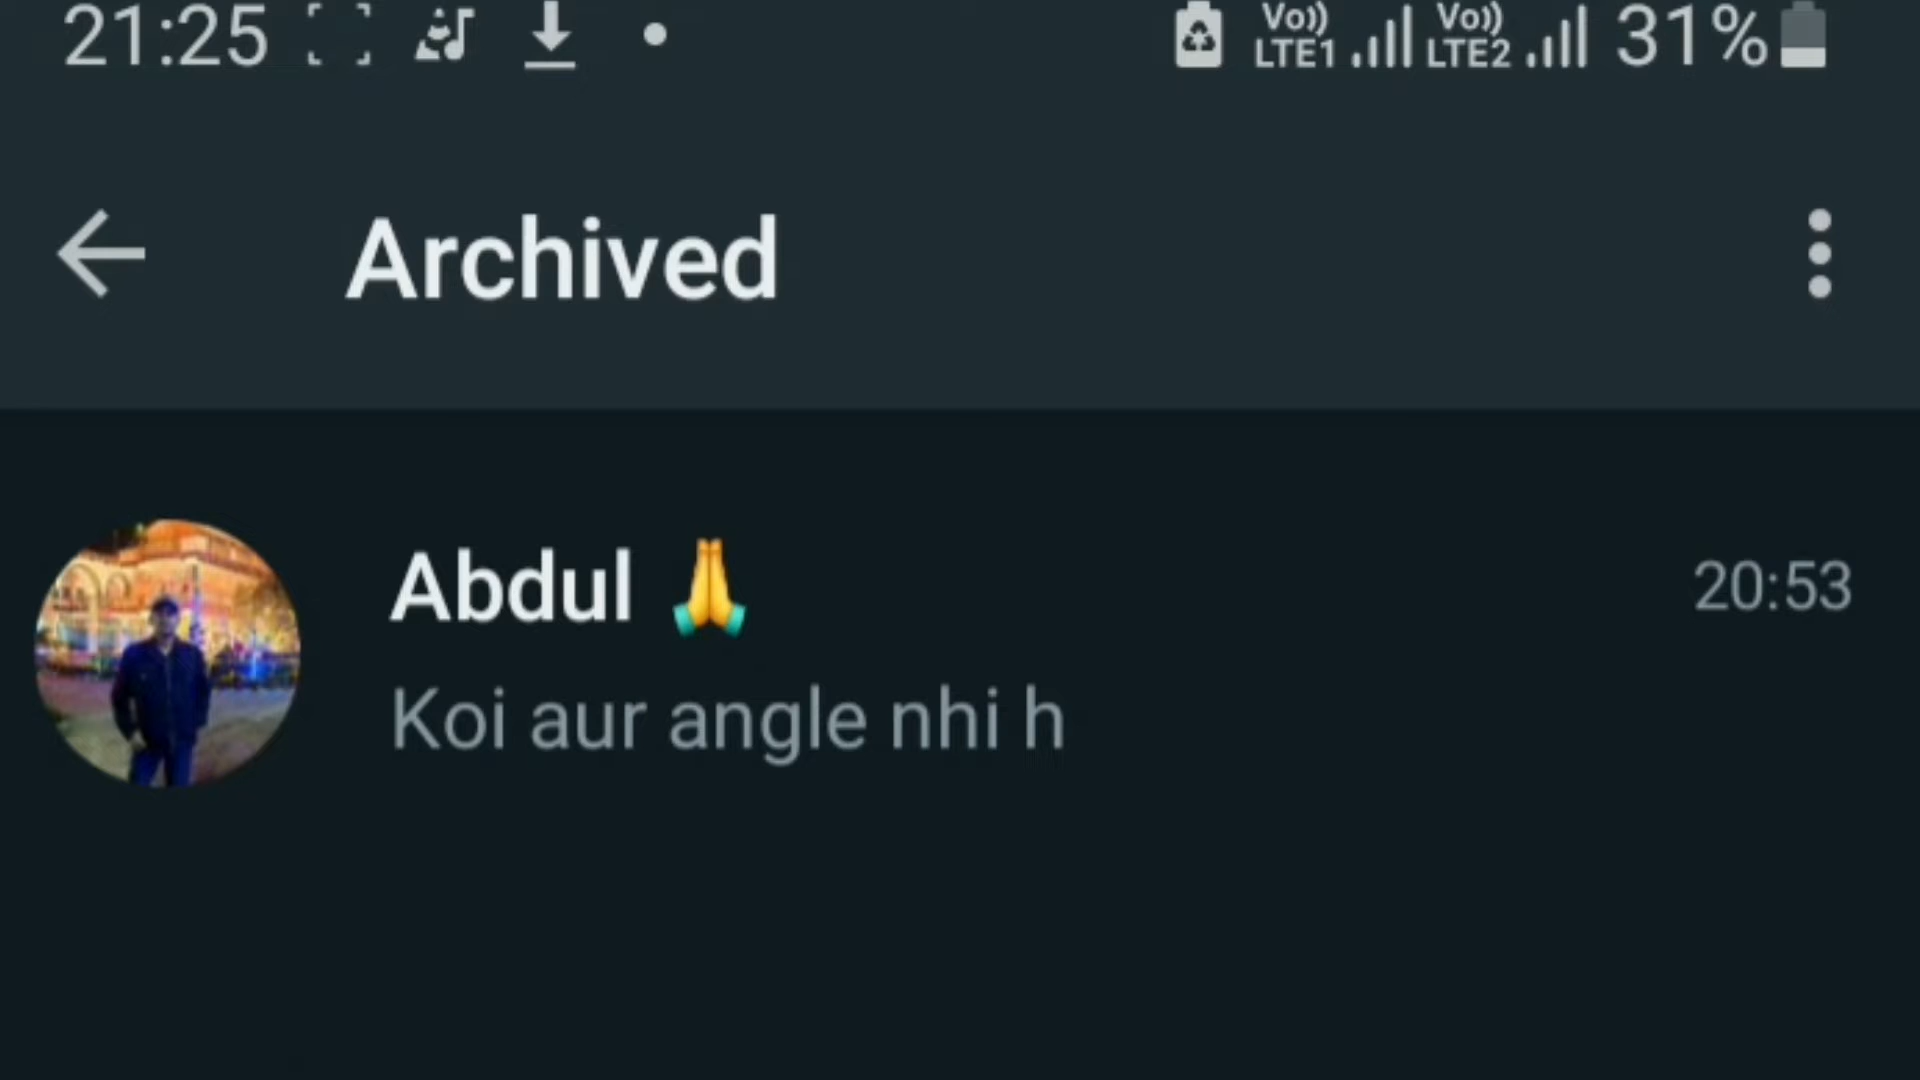 21:25 Vo)) LTE1 Vo)) LTE2 31%
Archived
Abdul 🙏 20:53
Koi aur angle nhi h